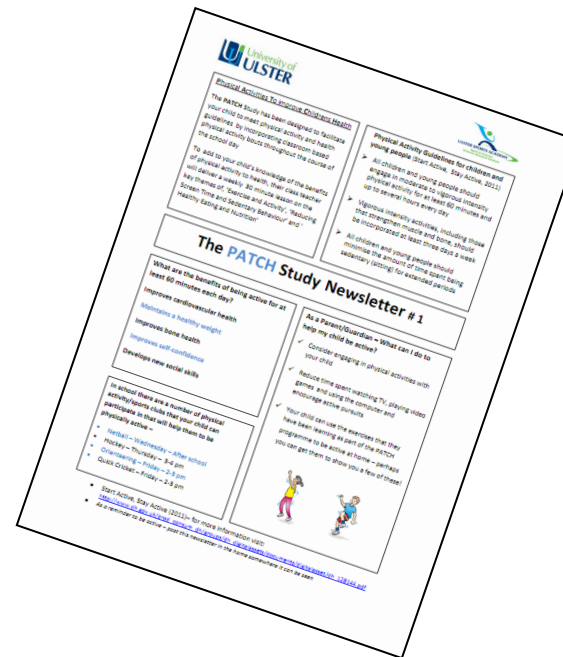 University of
ULSTER
ULSTER SPORTS ACADEMY
Physical Activities To Improve Childrens Health
The PATCH Study has been designed to facilitate
your child to meet physical activity and health
guidelines by incorporating classroom based
physical activity bouts throughout the course of
the school day
To add to your child's knowledge of the benefits
of physical activity to health, their class teacher
will deliver a weekly 30 minute lesson on the
key themes of, 'Exercise and Activity', 'Reducing
Screen Time and Sedentary Behaviour' and '
Healthy Eating and Nutrition'
Physical Activity Guidelines for children and
young people (Start Active, Stay Active, 2011)
➤ All children and young people should
engage in moderate to vigorous intensity
physical activity for at least 60 minutes and
up to several hours every day
➤ Vigorous intensity activities, including those
that strengthen muscle and bone, should
be incorporated at least three days a week
➤ All children and young people should
minimise the amount of time spent being
sedentary (sitting) for extended periods
The PATCH Study Newsletter # 1
What are the benefits of being active for at
least 60 minutes each day?
Improves cardiovascular health
Maintains a healthy weight
Improves bone health
Improves self-confidence
Develops new social skills
In school there are a number of physical
activity/sport clubs that your child can
participate in that will help them to be
physically active –
• Netball – Wednesday – After school
• Hockey – Thursday – 3-4 pm
• Orienteering – Friday – 2-3 pm
• Quick Cricket – Friday – 2-3 pm
As a Parent/Guardian – What can I do to
help my child be active?
✓ Consider engaging in physical activities with
your child
✓ Reduce time spent watching TV, playing video
games and using the computer and
encourage active pursuits
✓ Your child can use the exercises that they
have been learning as part of the PATCH
programme to be active at home – perhaps
you can get them to show you a few of these!
• Start Active, Stay Active (2011)– for more information visit:
• As a reminder to be active – post this newsletter in the home somewhere it can be seen